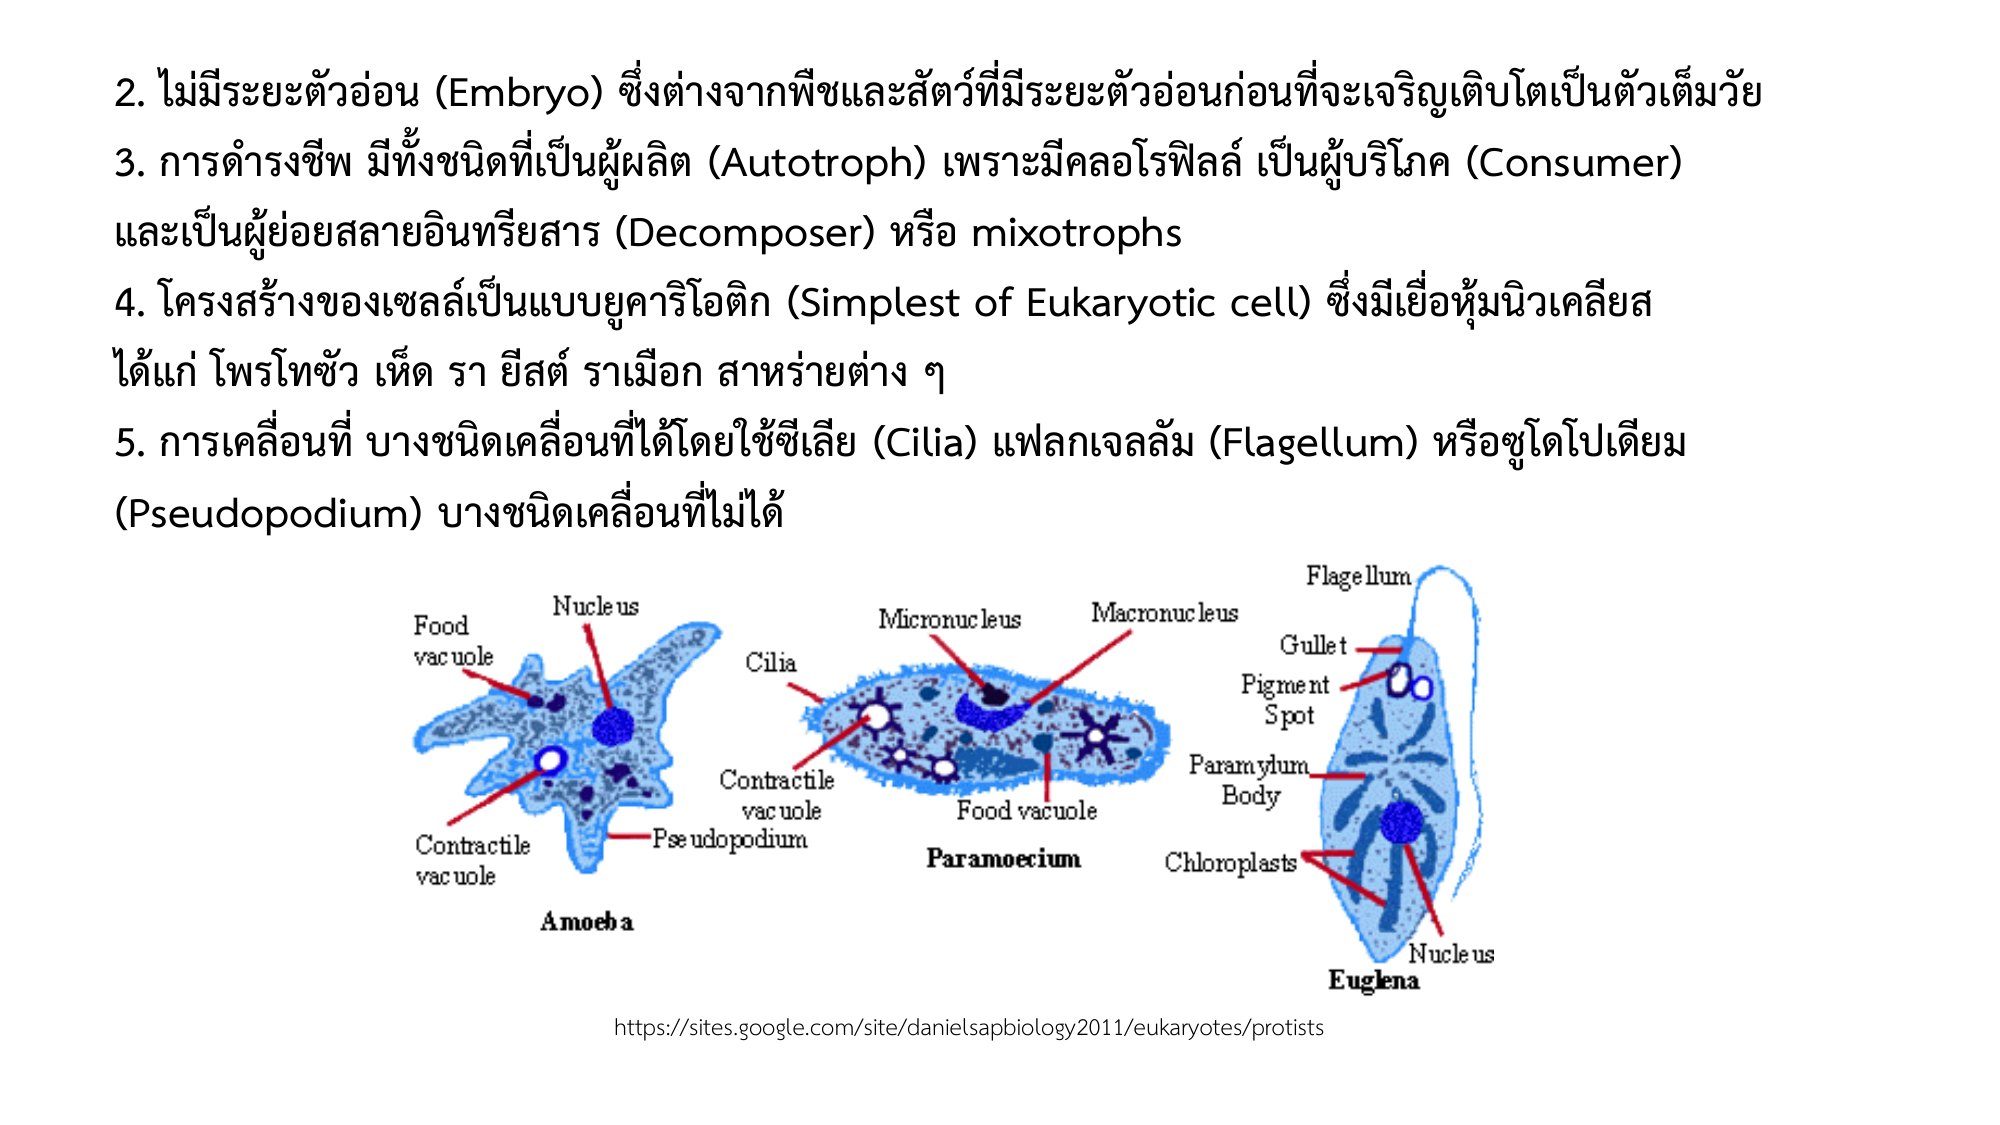 2. ไม่มีระยะตัวอ่อน (Embryo) ซึ่งต่างจากพืชและสัตว์ที่มีระยะตัวอ่อนก่อนที่จะเจริญเติบโตเป็นตัวเต็มวัย
3. การดำรงชีพ มีทั้งชนิดที่เป็นผู้ผลิต (Autotroph) เพราะมีคลอโรฟิลล์ เป็นผู้บริโภค (Consumer)
และเป็นผู้ย่อยสลายอินทรียสาร (Decomposer) หรือ mixotrophs
4. โครงสร้างของเซลล์เป็นแบบยูคาริโอติก (Simplest of Eukaryotic cell) ซึ่งมีเยื่อหุ้มนิวเคลียส
ได้แก่ โพรโทซัว เห็ด รา ยีสต์ ราเมือก สาหร่ายต่าง ๆ
5. การเคลื่อนที่ บางชนิดเคลื่อนที่ได้โดยใช้ซีเลีย (Cilia) แฟลกเจลลัม (Flagellum) หรือซูโดโปเดียม
(Pseudopodium) บางชนิดเคลื่อนที่ไม่ได้
Food
vacuole
Nucleus
Contractile
vacuole
Pseudopodium
Amoeba
Cilia
Micronucleus
Macronucleus
Contractile
vacuole
Food vacuole
Paramoecium
Flagellum
Gullet
Pigment
Spot
Paramylum
Body
Chloroplasts
Nucleus
Euglena
https://sites.google.com/site/danielsapbiology2011/eukaryotes/protists